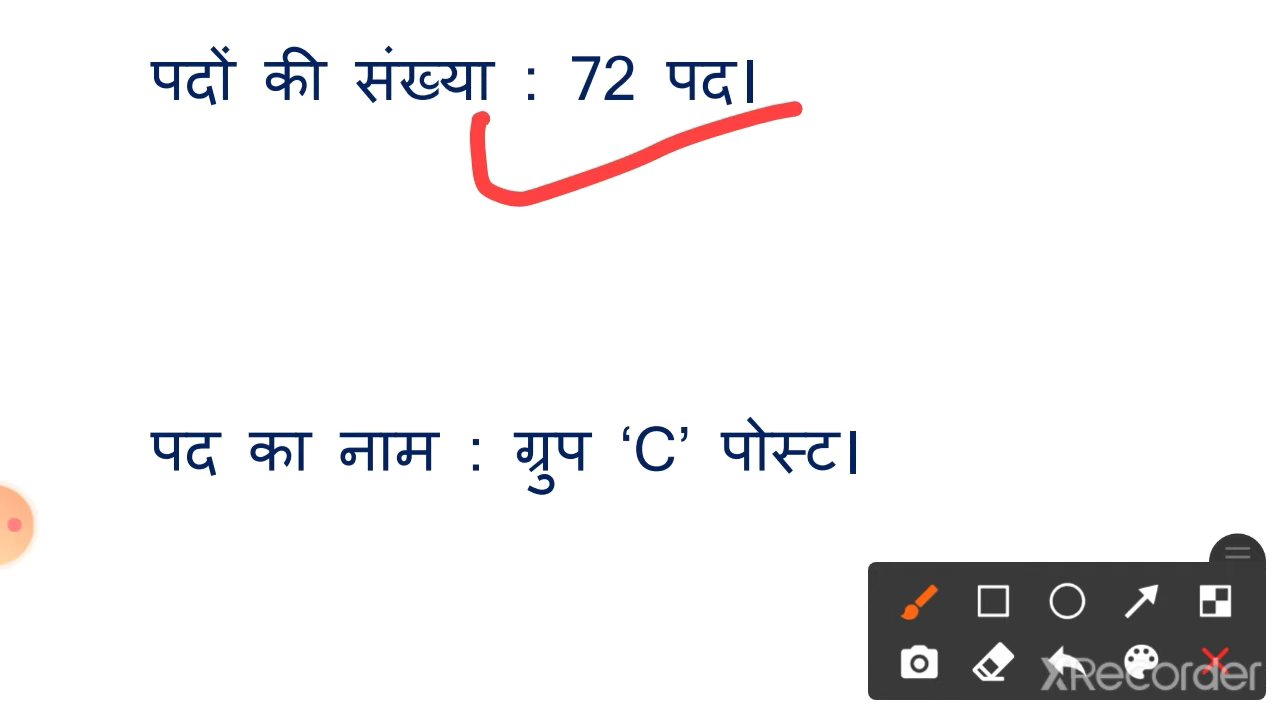 पदों की संख्या : 72 पद।
पद का नाम : ग्रुप ‘C’ पोस्ट।
XRecorder